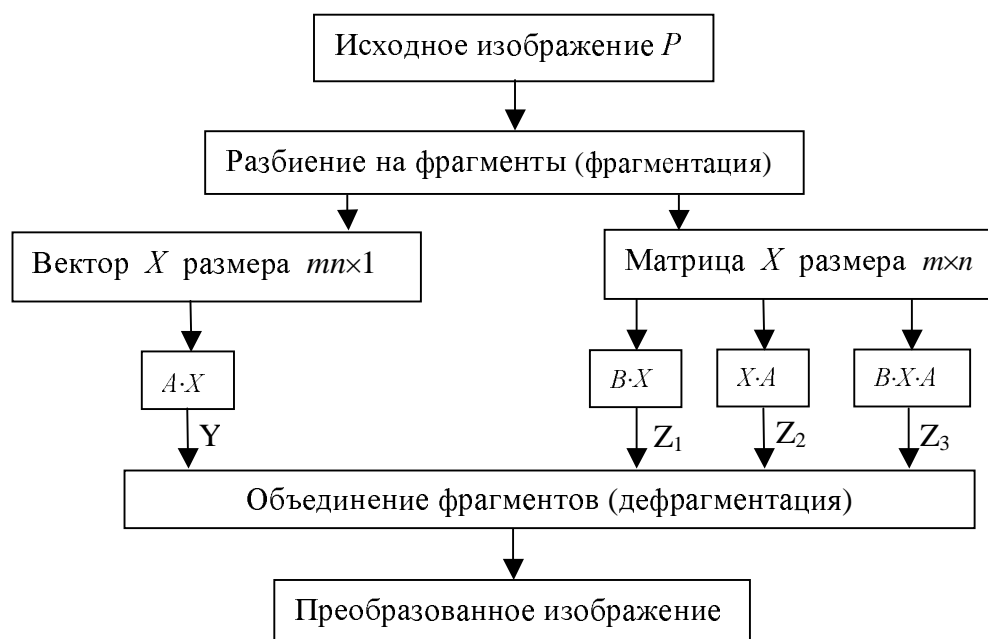 Исходное изображение P
Разбиение на фрагменты (фрагментация)
Вектор X размера mn×1
Матрица X размера m×n
A·X
B·X
X·A
B·X·A
Y
Z₁
Z₂
Z₃
Объединение фрагментов (дефрагментация)
Преобразованное изображение